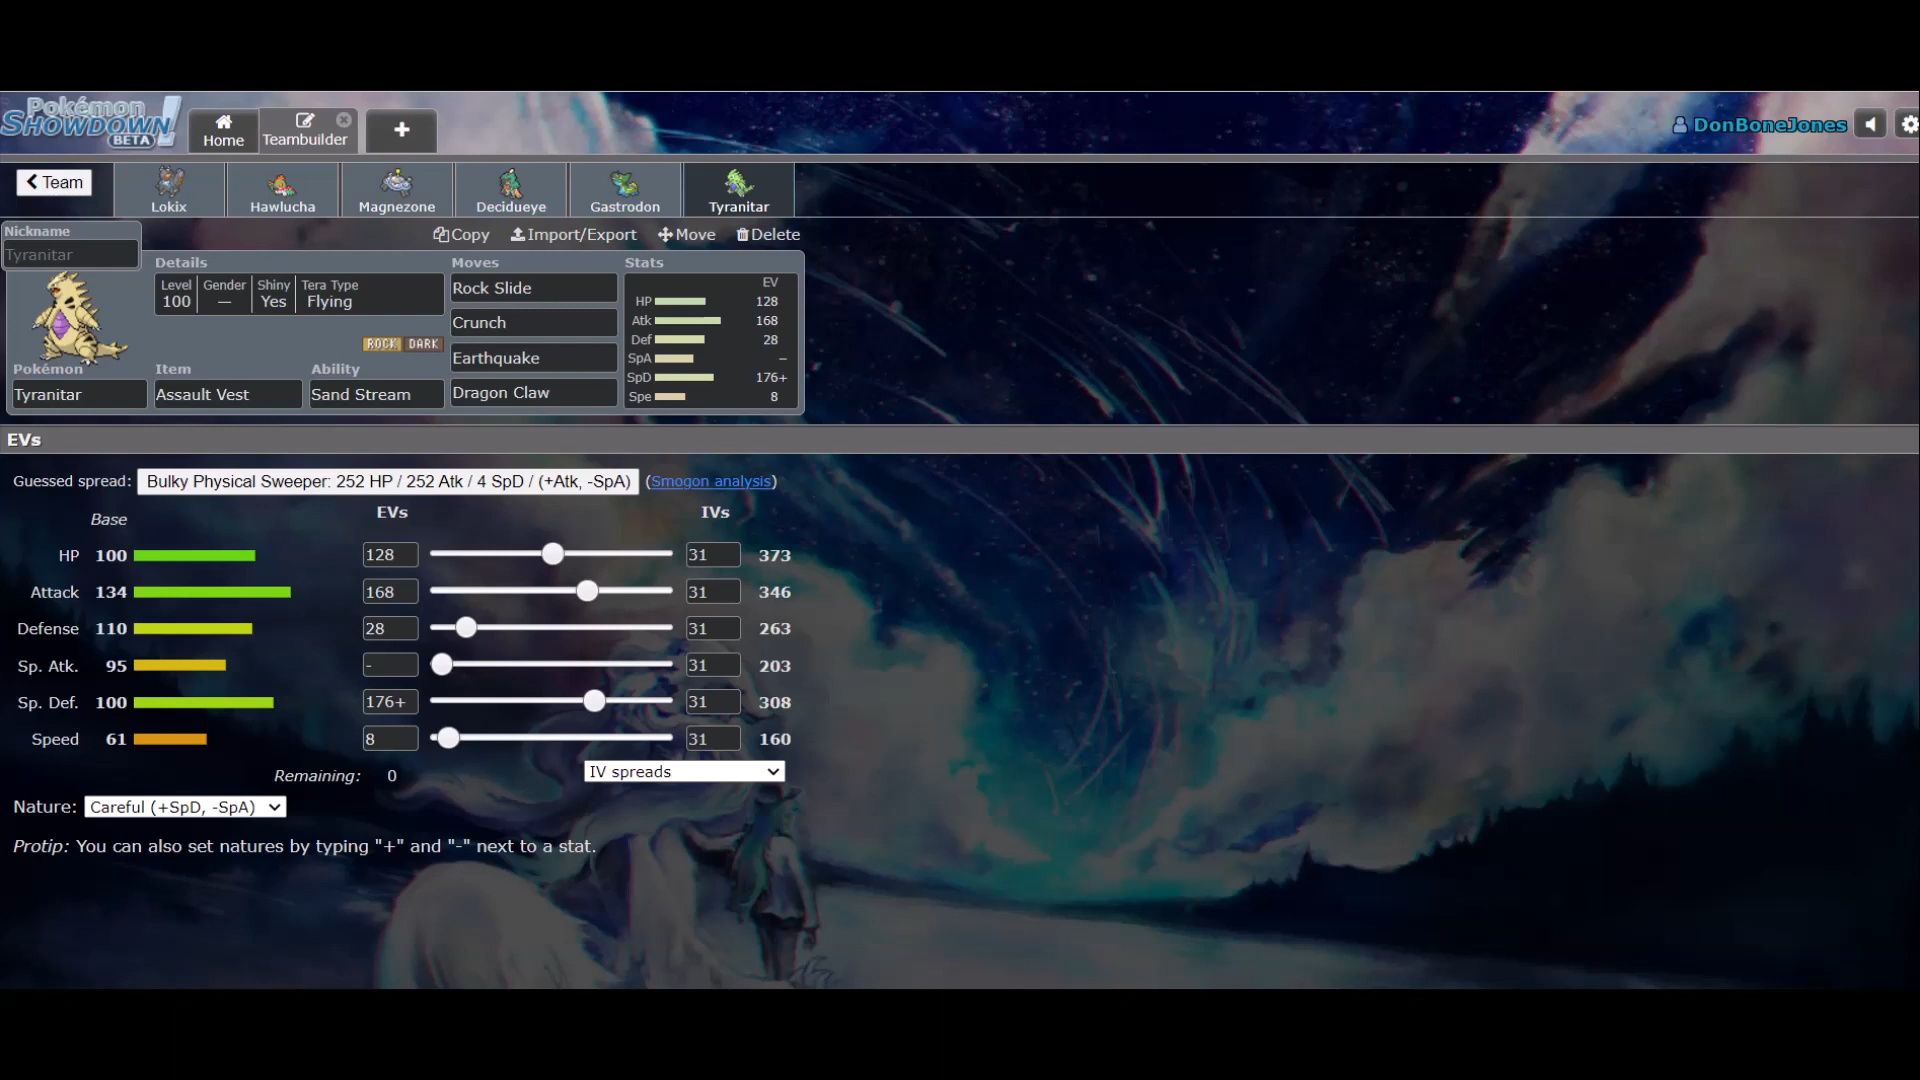 Pokémon
SHOWDOWN!
BETA
Home
Teambuilder
DonBoneJones
Team
Lokix
Hawlucha
Magnezone
Decidueye
Gastrodon
Tyranitar
Nickname
Tyranitar
Copy
Import/Export
Move
Delete
Details
Level
100
Gender
—
Shiny
Yes
Tera Type
Flying
ROCK DARK
Pokémon
Tyranitar
Item
Assault Vest
Ability
Sand Stream
Moves
Rock Slide
Crunch
Earthquake
Dragon Claw
Stats
EV
HP 128
Atk 168
Def 28
SpA –
SpD 176+
Spe 8
EVs
Guessed spread: Bulky Physical Sweeper: 252 HP / 252 Atk / 4 SpD / (+Atk, -SpA) (Smogon analysis)
Base EVs IVs
HP 100 128 31 373
Attack 134 168 31 346
Defense 110 28 31 263
Sp. Atk. 95 - 31 203
Sp. Def. 100 176+ 31 308
Speed 61 8 31 160
Remaining: 0 IV spreads
Nature: Careful (+SpD, -SpA)
Protip: You can also set natures by typing "+" and "-" next to a stat.